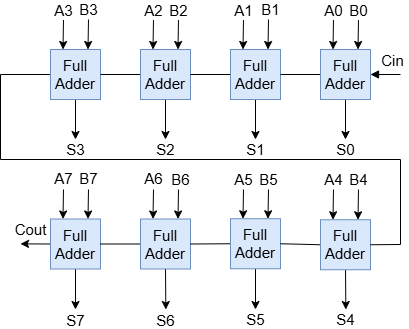 A3 B3 A2 B2 A1 B1 A0 B0
Full Adder Full Adder Full Adder Full Adder Cin
S3 S2 S1 S0
A7 B7 A6 B6 A5 B5 A4 B4
Cout Full Adder Full Adder Full Adder Full Adder
S7 S6 S5 S4